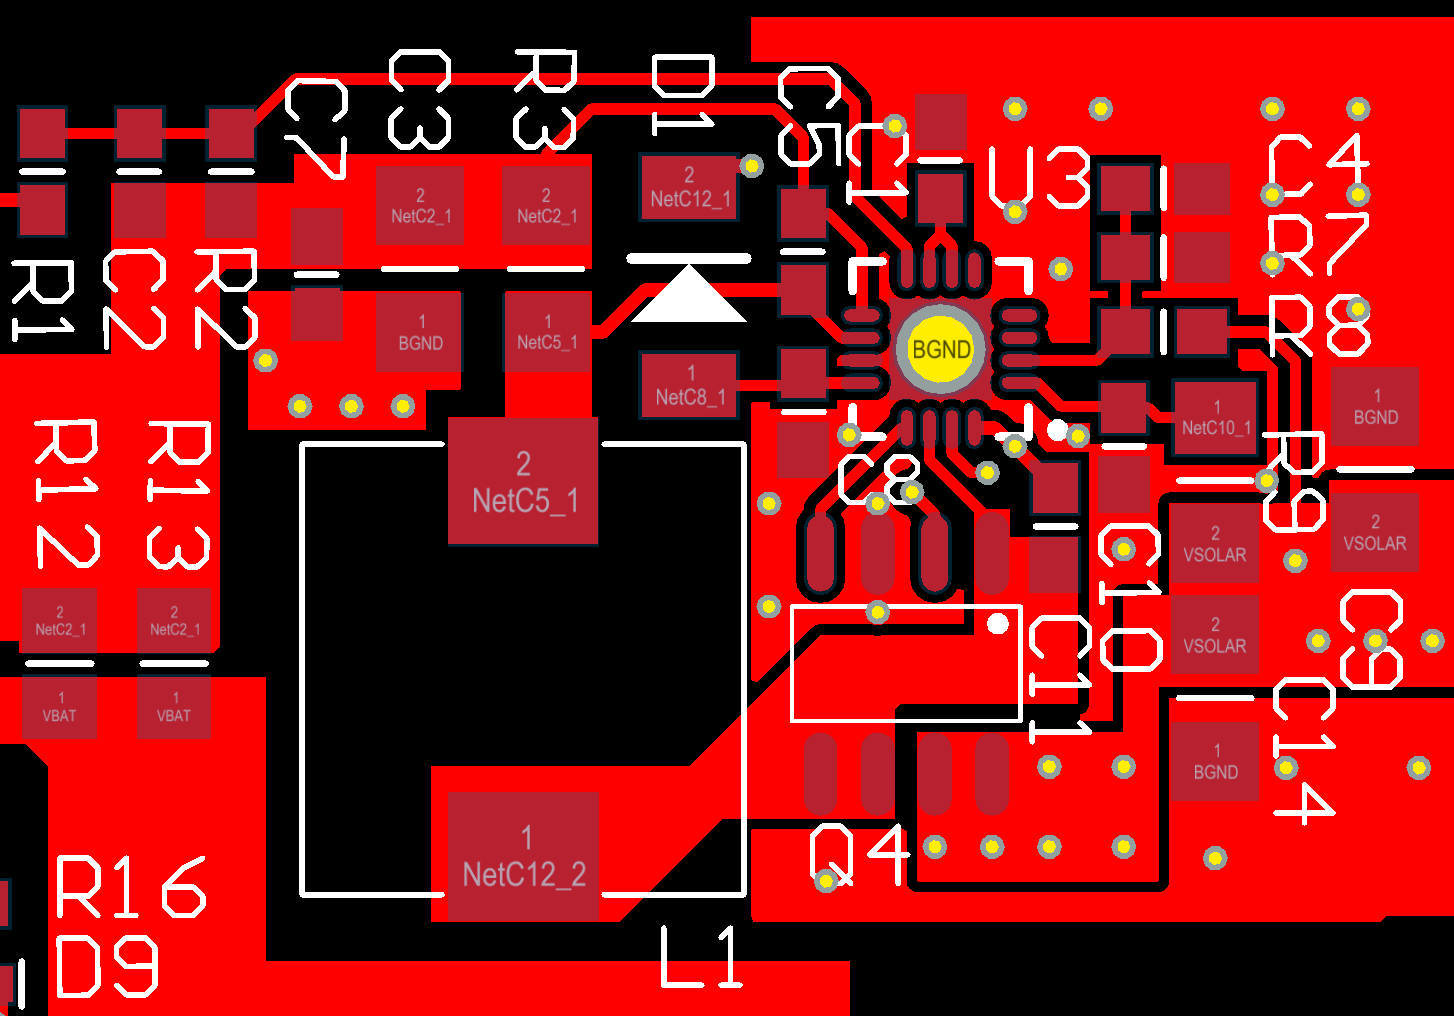 C7
C3
R3
D1
C5
C1
U3
C4
R7
R8
2
NetC2_1
2
NetC2_1
2
NetC12_1
R1
C2
R2
1
BGND
1
NetC5_1
1
NetC8_1
BGND
1
NetC10_1
1
BGND
R12
R13
2
NetC5_1
C8
R9
2
VSOLAR
2
VSOLAR
2
NetC2_1
2
NetC2_1
C10
2
VSOLAR
C9
C11
1
VBAT
1
VBAT
C14
1
BGND
1
NetC12_2
Q4
R16
D9
L1